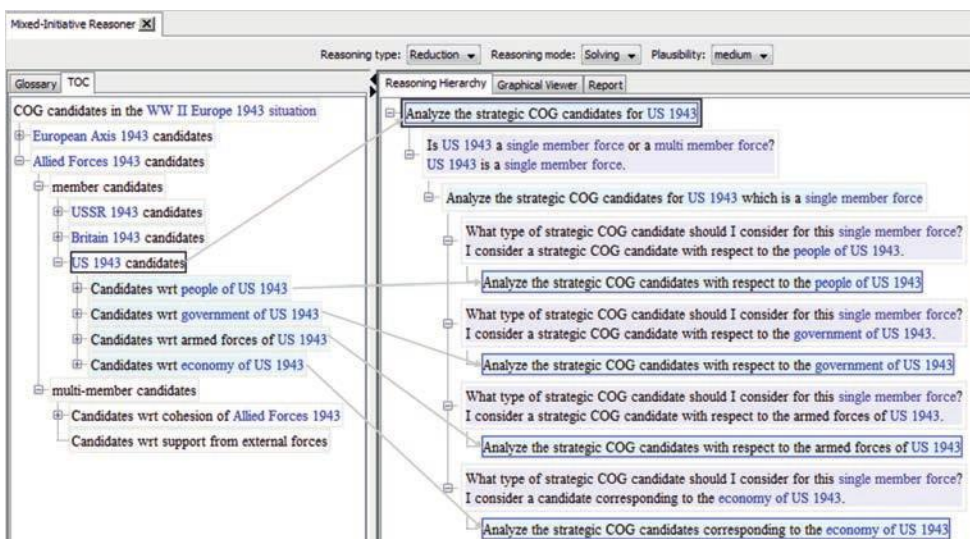 Mixed-Initiative Reasoner
Reasoning type: Reduction Reasoning mode: Solving Plausibility: medium
Glossary TOC
COG candidates in the WW II Europe 1943 situation
European Axis 1943 candidates
Allied Forces 1943 candidates
member candidates
USSR 1943 candidates
Britain 1943 candidates
US 1943 candidates
Candidates wrt people of US 1943
Candidates wrt government of US 1943
Candidates wrt armed forces of US 1943
Candidates wrt economy of US 1943
multi-member candidates
Candidates wrt cohesion of Allied Forces 1943
Candidates wrt support from external forces
Reasoning Hierarchy Graphical Viewer Report
Analyze the strategic COG candidates for US 1943
Is US 1943 a single member force or a multi member force?
US 1943 is a single member force.
Analyze the strategic COG candidates for US 1943 which is a single member force
What type of strategic COG candidate should I consider for this single member force?
I consider a strategic COG candidate with respect to the people of US 1943.
Analyze the strategic COG candidates with respect to the people of US 1943
What type of strategic COG candidate should I consider for this single member force?
I consider a strategic COG candidate with respect to the government of US 1943.
Analyze the strategic COG candidates with respect to the government of US 1943
What type of strategic COG candidate should I consider for this single member force?
I consider a strategic COG candidate with respect to the armed forces of US 1943.
Analyze the strategic COG candidates with respect to the armed forces of US 1943
What type of strategic COG candidate should I consider for this single member force?
I consider a candidate corresponding to the economy of US 1943.
Analyze the strategic COG candidates corresponding to the economy of US 1943